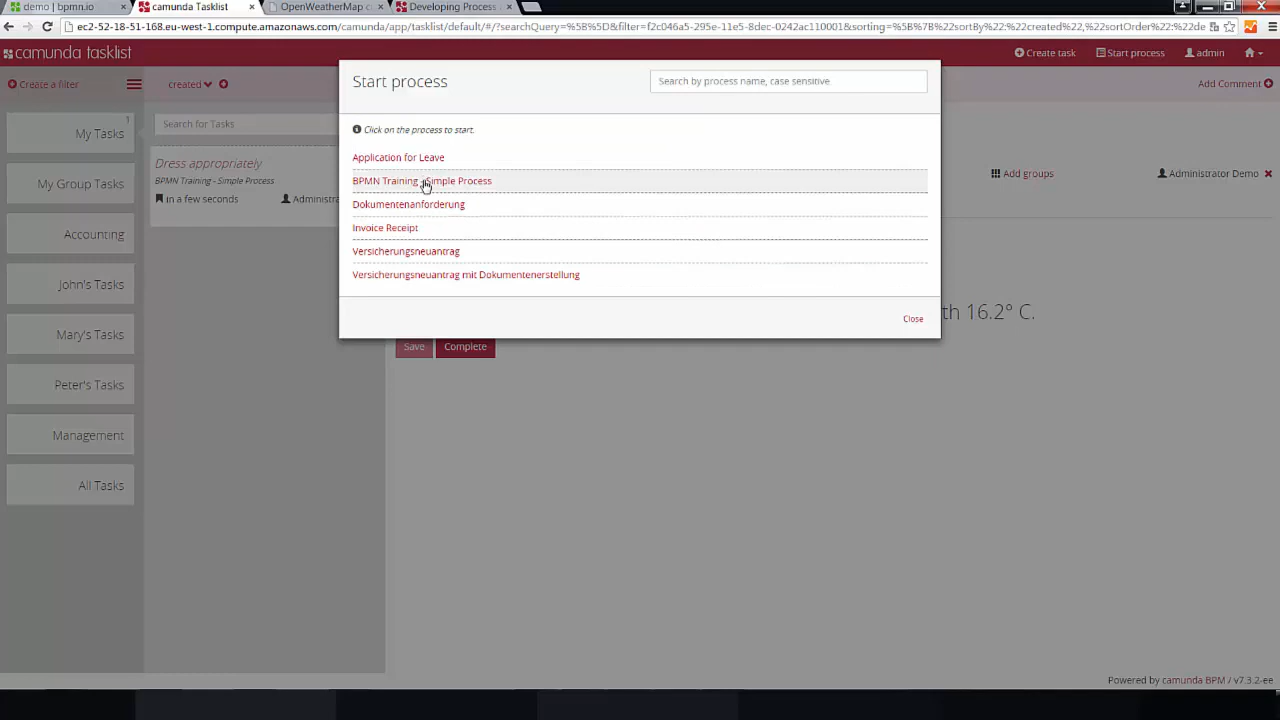 demo | bpmn.io
camunda Tasklist
OpenWeatherMap c
Developing Process
ec2-52-18-51-168.eu-west-1.compute.amazonaws.com/camunda/app/tasklist/default/#/?searchQuery=%5B%5D&filter=f2c046a5-295e-11e5-8dec-0242ac110001&sorting=%5B%7B%22sortBy%22:%22created%22,%22sortOrder%22:%22de
camunda tasklist
Create task
Start process
admin
Create a filter
created
Add Comment
Start process
Search by process name, case sensitive
Click on the process to start.
Application for Leave
BPMN Training - Simple Process
Dokumentenanforderung
Invoice Receipt
Versicherungsneuantrag
Versicherungsneuantrag mit Dokumentenerstellung
Close
My Tasks 1
My Group Tasks
Accounting
John's Tasks
Mary's Tasks
Peter's Tasks
Management
All Tasks
Search for Tasks
Dress appropriately
BPMN Training - Simple Process
in a few seconds
Administra
Add groups
Administrator Demo
th 16.2° C.
Save
Complete
Powered by camunda BPM / v7.3.2-ee